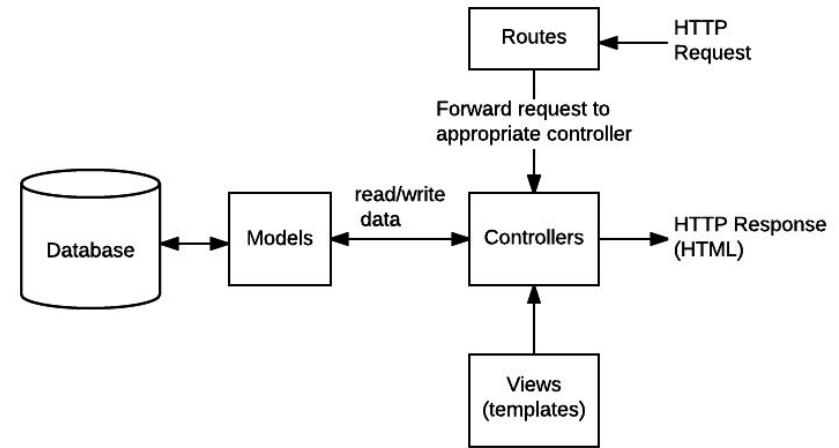 Routes
HTTP
Request
Forward request to
appropriate controller
Database
Models
read/write
data
Controllers
HTTP Response
(HTML)
Views
(templates)